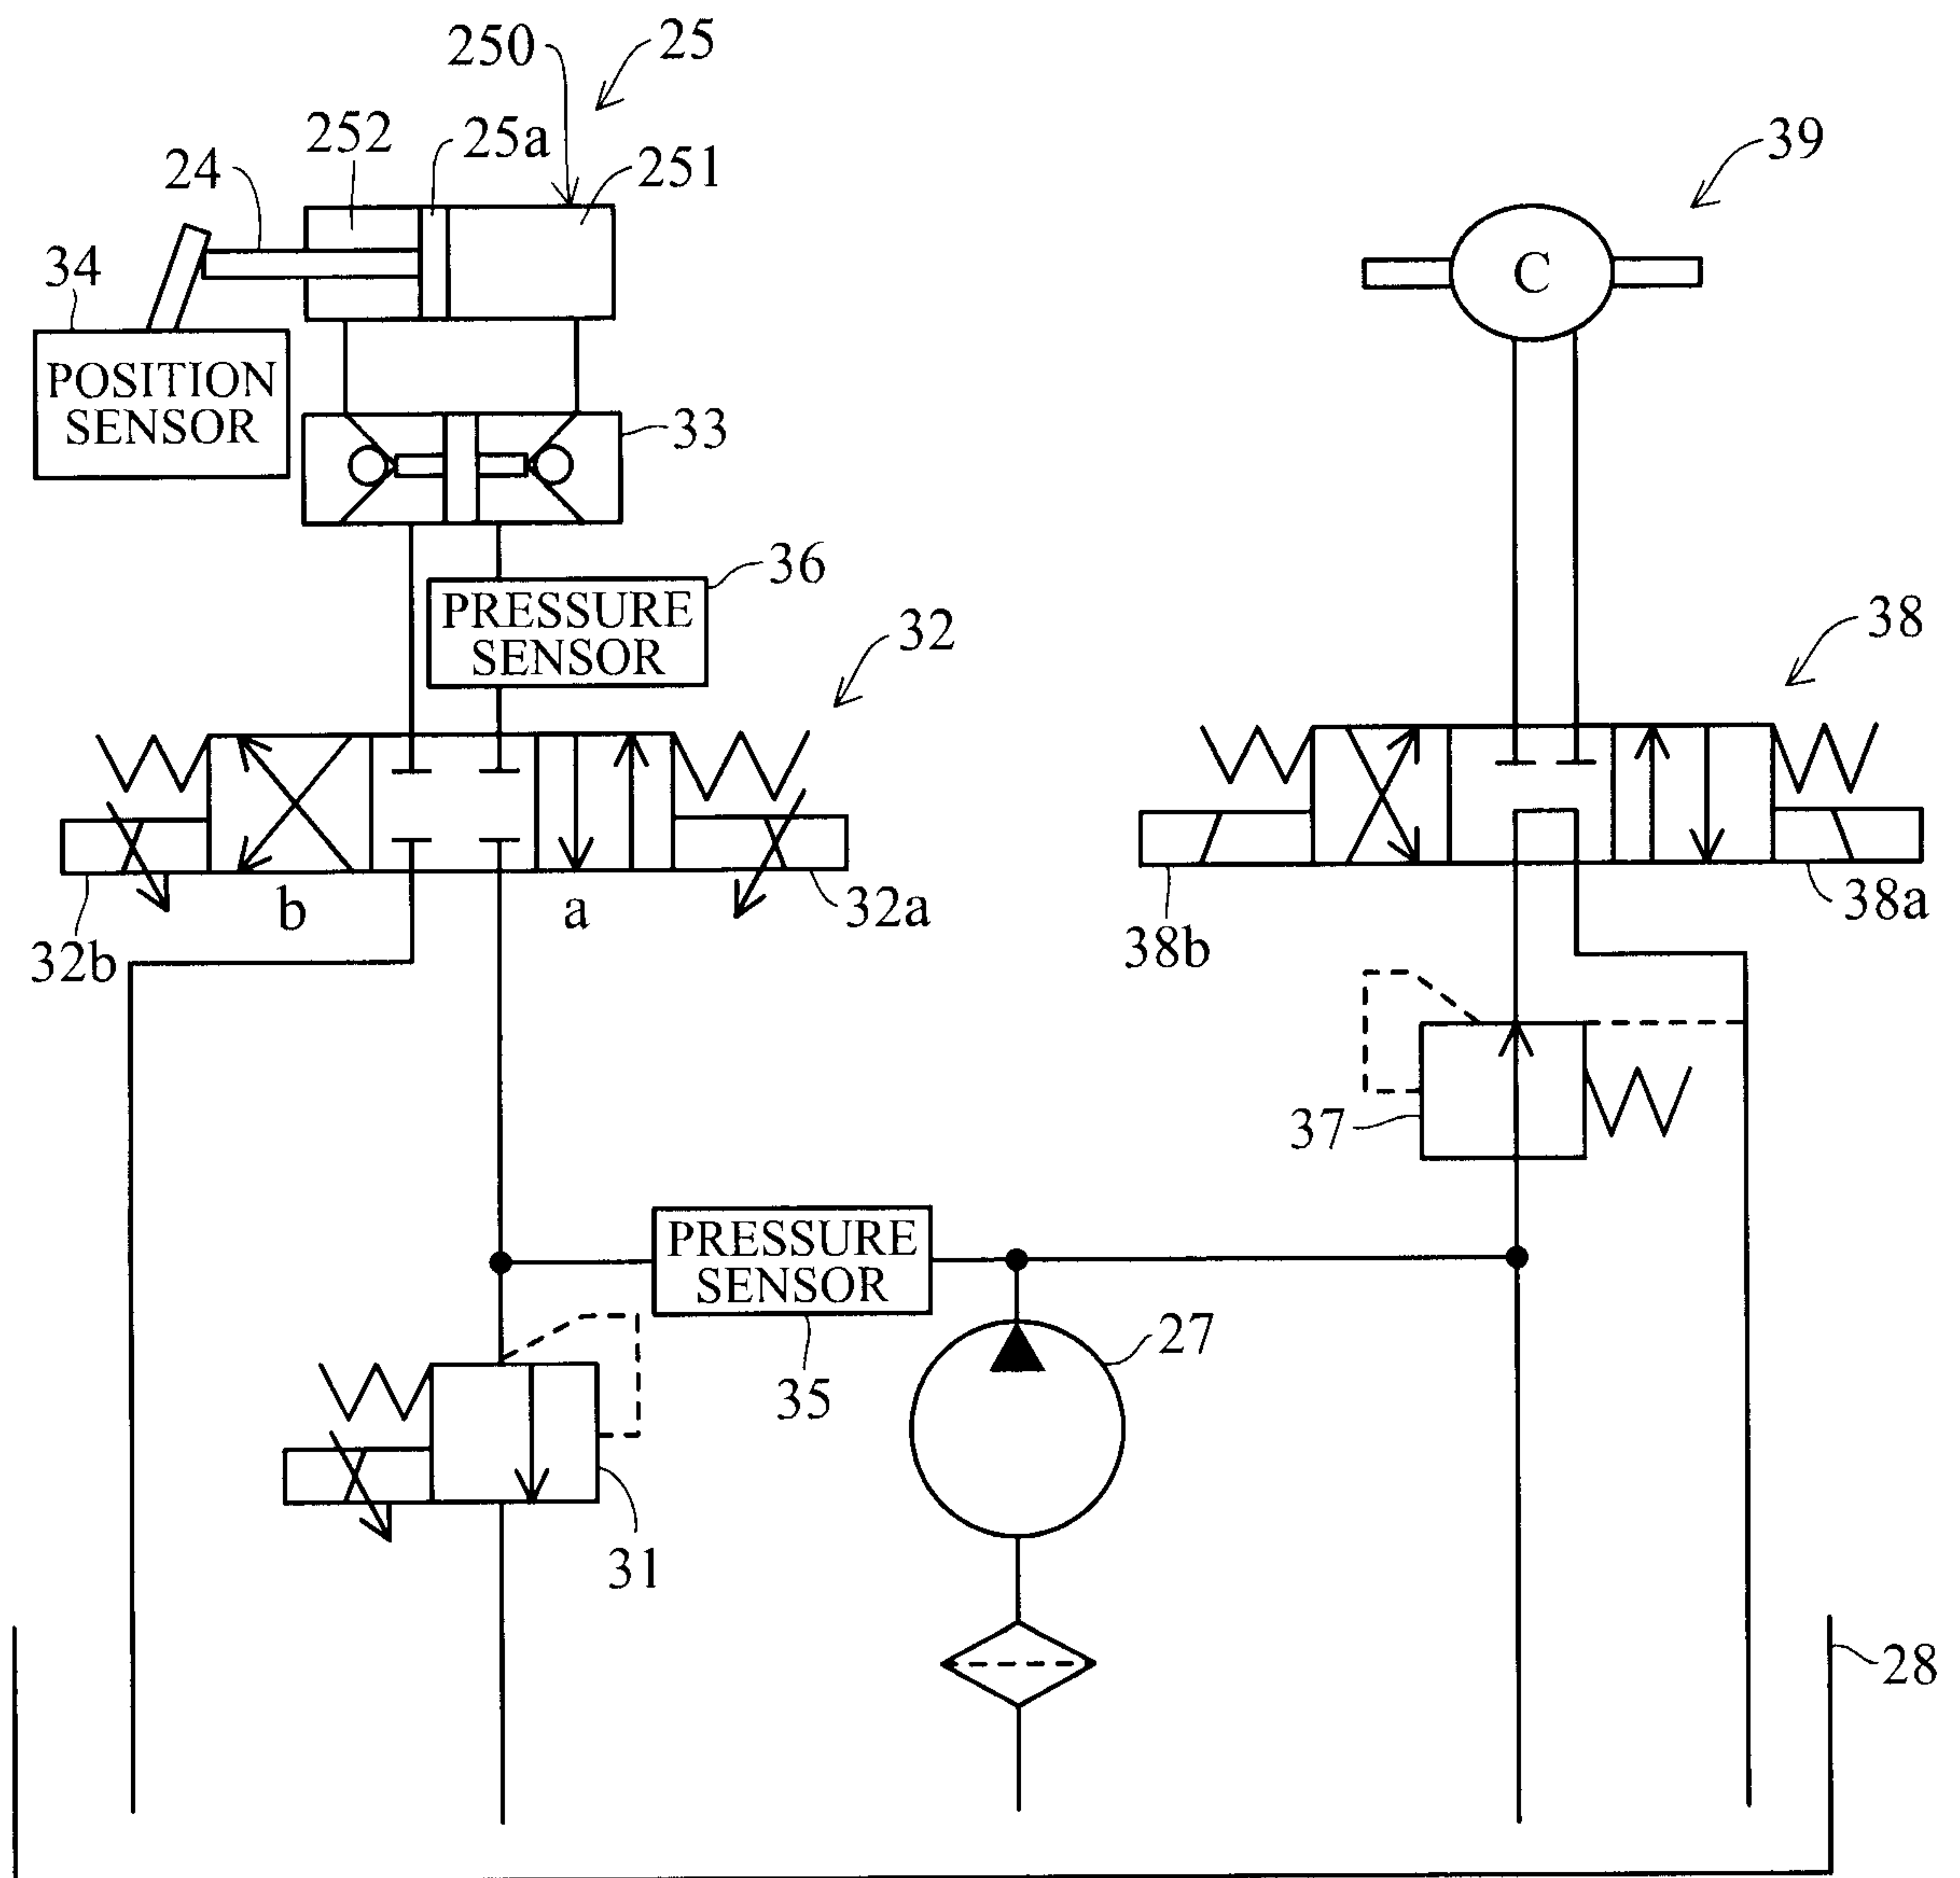 250
25
252
25a
251
39
24
34
C
POSITION
SENSOR
33
36
PRESSURE
SENSOR
32
38
b
a
32a
38a
32b
38b
37
PRESSURE
SENSOR
27
35
31
28